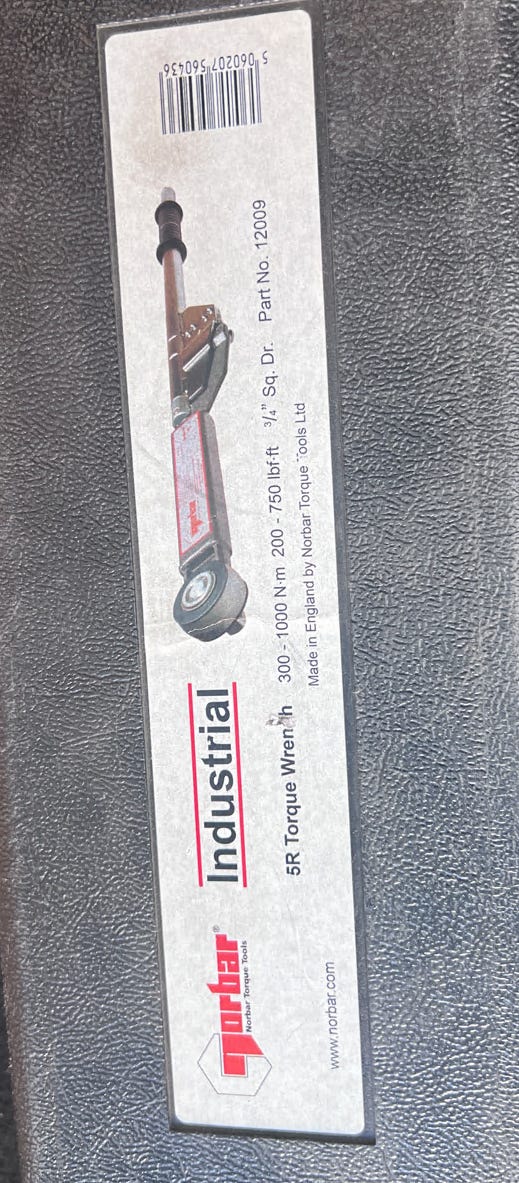 norbar®
Norbar Torque Tools
Industrial
5R Torque Wrench 300 - 1000 N·m 200 - 750 lbf·ft 3/4" Sq. Dr. Part No. 12009
Made in England by Norbar Torque Tools Ltd
www.norbar.com
5 060207 560436
norbar